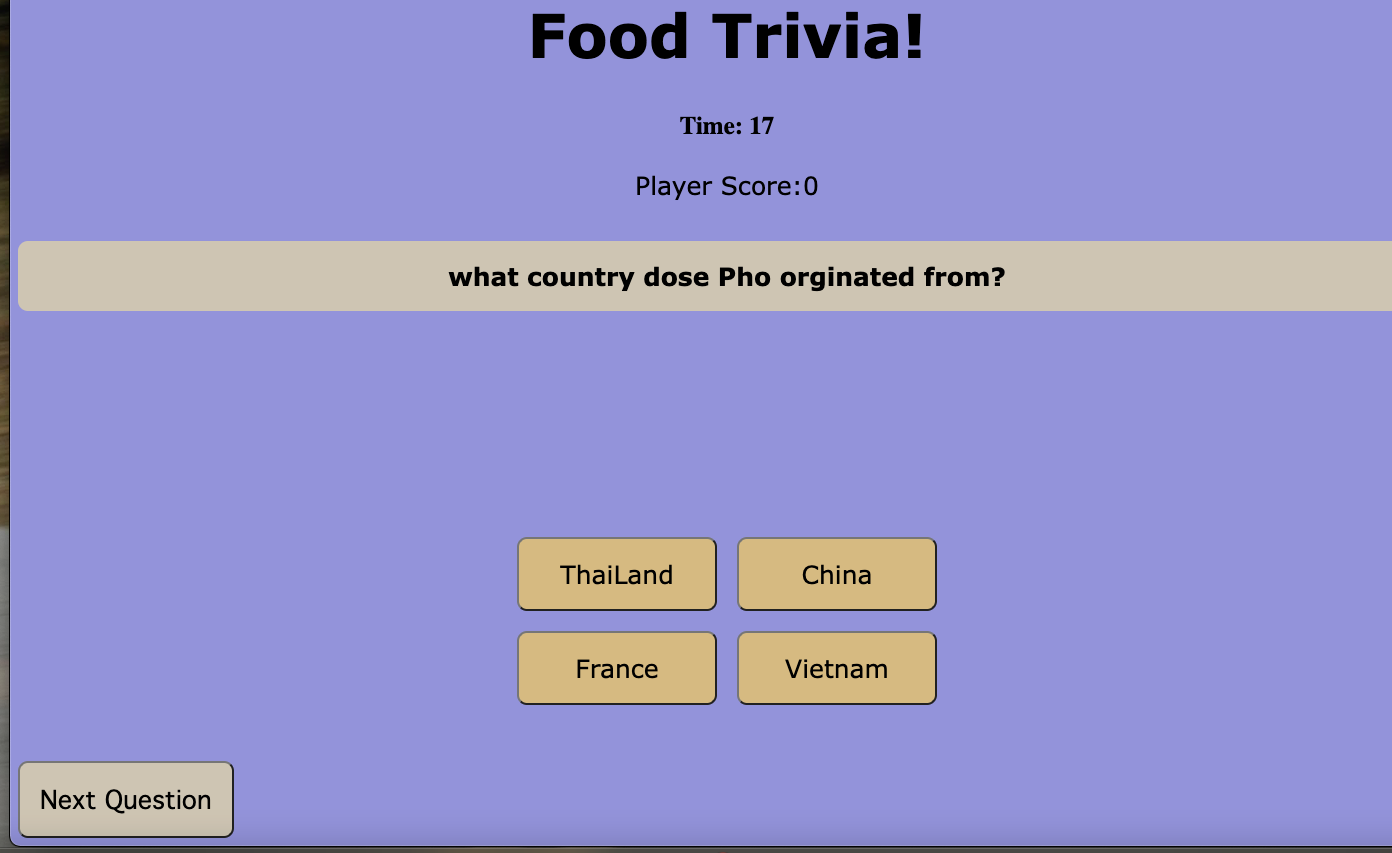 Food Trivia!
Time: 17
Player Score:0
what country dose Pho orginated from?
ThaiLand
China
France
Vietnam
Next Question